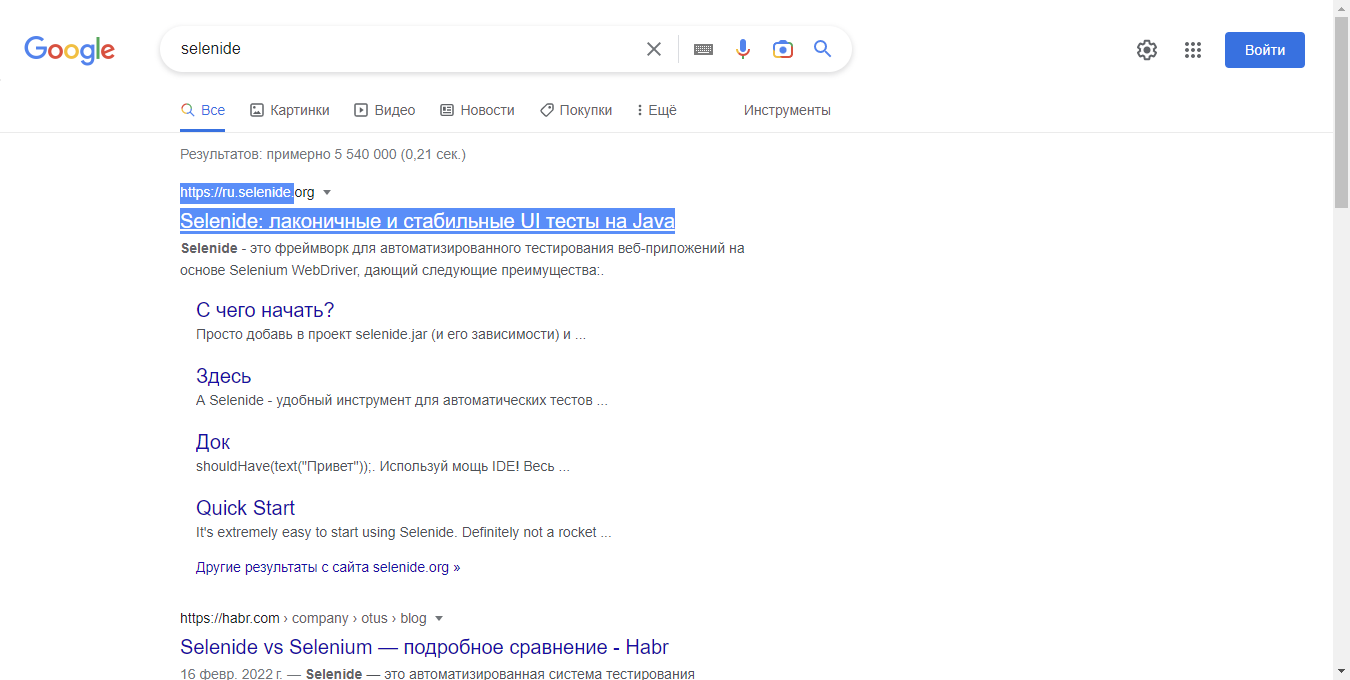 Google
selenide
Войти
Все Картинки Видео Новости Покупки Ещё Инструменты
Результатов: примерно 5 540 000 (0,21 сек.)
https://ru.selenide.org
Selenide: лаконичные и стабильные UI тесты на Java
Selenide - это фреймворк для автоматизированного тестирования веб-приложений на
основе Selenium WebDriver, дающий следующие преимущества:.
С чего начать?
Просто добавь в проект selenide.jar (и его зависимости) и ...
Здесь
А Selenide - удобный инструмент для автоматических тестов ...
Док
shouldHave(text("Привет"));. Используй мощь IDE! Весь ...
Quick Start
It's extremely easy to start using Selenide. Definitely not a rocket ...
Другие результаты с сайта selenide.org »
https://habr.com › company › otus › blog
Selenide vs Selenium — подробное сравнение - Habr
16 февр. 2022 г. — Selenide — это автоматизированная система тестирования